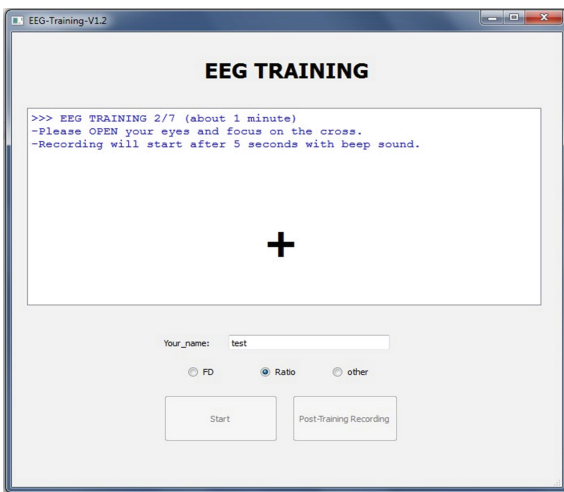 EEG-Training-V1.2
EEG TRAINING
>>> EEG TRAINING 2/7 (about 1 minute)
-Please OPEN your eyes and focus on the cross.
-Recording will start after 5 seconds with beep sound.
+
Your_name: test
FD Ratio other
Start Post-Training Recording